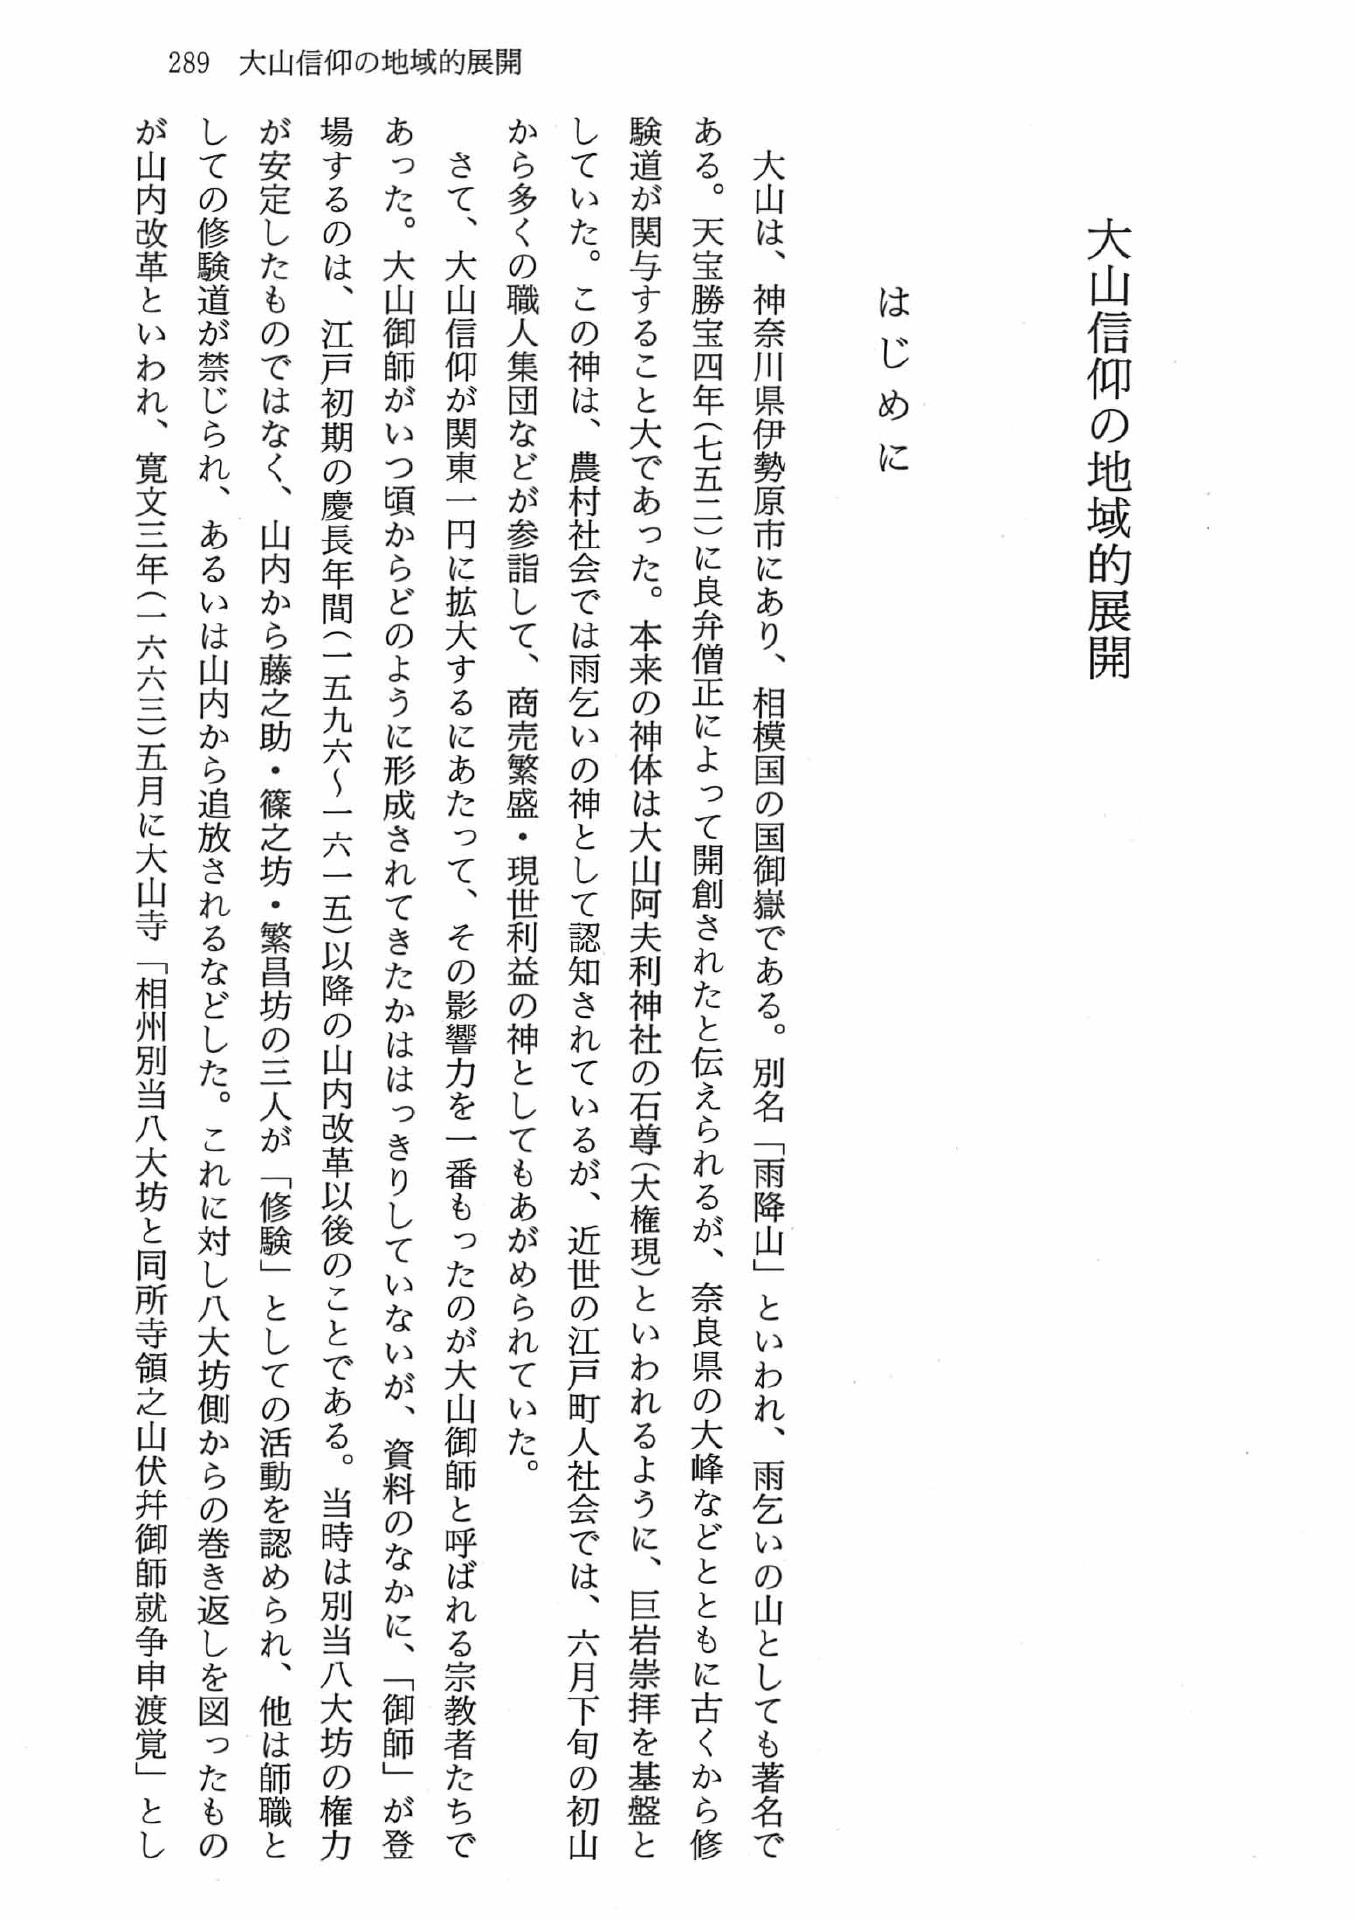 289 大山信仰の地域的展開
大山信仰の地域的展開
はじめに
大山は、神奈川県伊勢原市にあり、相模国の国御嶽である。別名「雨降山」といわれ、雨乞いの山としても著名で
ある。天宝勝宝四年(七五二)に良弁僧正によって開創されたと伝えられるが、奈良県の大峰などとともに古くから修
験道が関与すること大であった。本来の神体は大山阿夫利神社の石尊(大権現)といわれるように、巨岩崇拝を基盤と
していた。この神は、農村社会では雨乞いの神として認知されているが、近世の江戸町人社会では、六月下旬の初山
から多くの職人集団などが参詣して、商売繁盛・現世利益の神としてもあがめられていた。
さて、大山信仰が関東一円に拡大するにあたって、その影響力を一番もったのが大山御師と呼ばれる宗教者たちで
あった。大山御師がいつ頃からどのように形成されてきたかははっきりしていないが、資料のなかに、「御師」が登
場するのは、江戸初期の慶長年間(一五九六〜一六一五)以降の山内改革以後のことである。当時は別当八大坊の権力
が安定したものではなく、山内から藤之助・篠之坊・繁昌坊の三人が「修験」としての活動を認められ、他は師職と
しての修験道が禁じられ、あるいは山内から追放されるなどした。これに対し八大坊側からの巻き返しを図ったもの
が山内改革といわれ、寛文三年(一六六三)五月に大山寺「相州別当八大坊と同所寺領之山伏幷御師就争申渡覚」とし